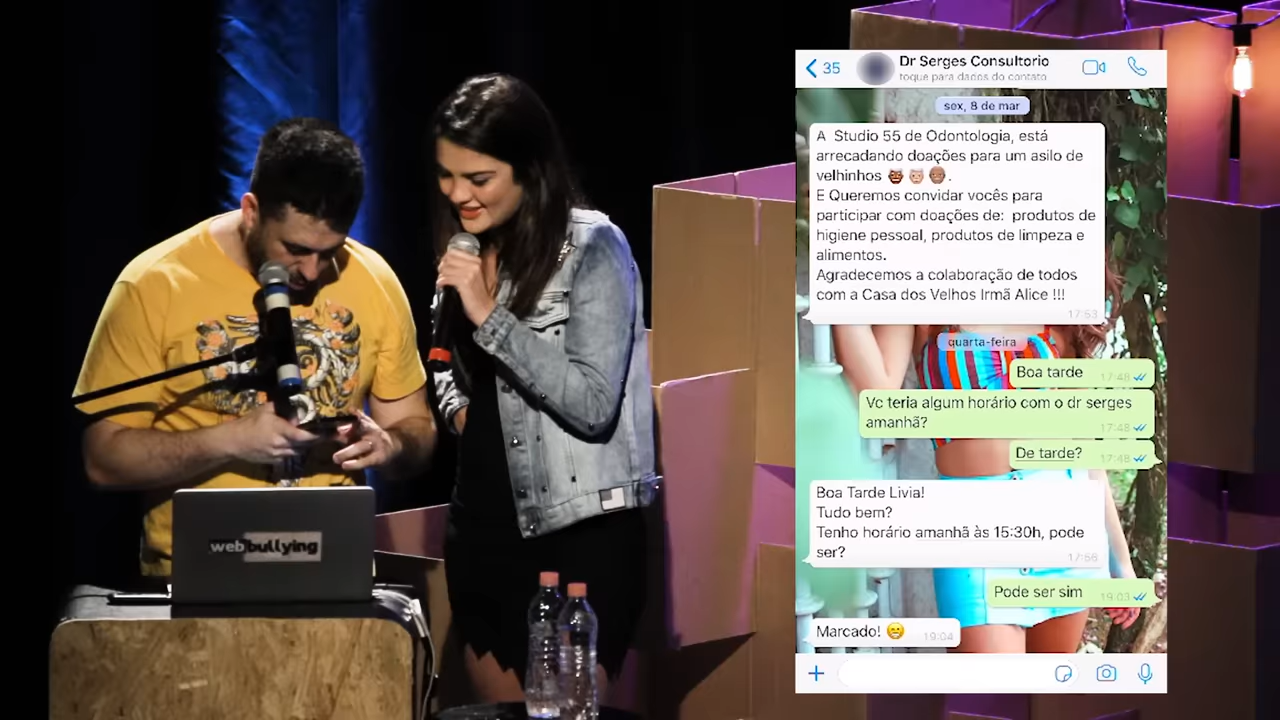 webbullying
35
Dr Serges Consultorio
toque para dados do contato
sex, 8 de mar
A Studio 55 de Odontologia, está
arrecadando doações para um asilo de
velhinhos 👺🐱👴🏽.
E Queremos convidar vocês para
participar com doações de: produtos de
higiene pessoal, produtos de limpeza e
alimentos.
Agradecemos a colaboração de todos
com a Casa dos Velhos Irmã Alice !!!
17:53
quarta-feira
Boa tarde
17:48
Vc teria algum horário com o dr serges
amanhã?
17:48
De tarde?
17:48
Boa Tarde Livia!
Tudo bem?
Tenho horário amanhã às 15:30h, pode
ser?
17:56
Pode ser sim
19:03
Marcado! 😁
19:04